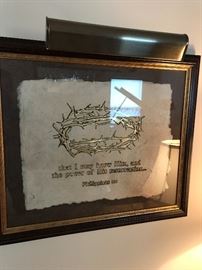 that I may know Him, and
the power of His resurrection...
Philippians